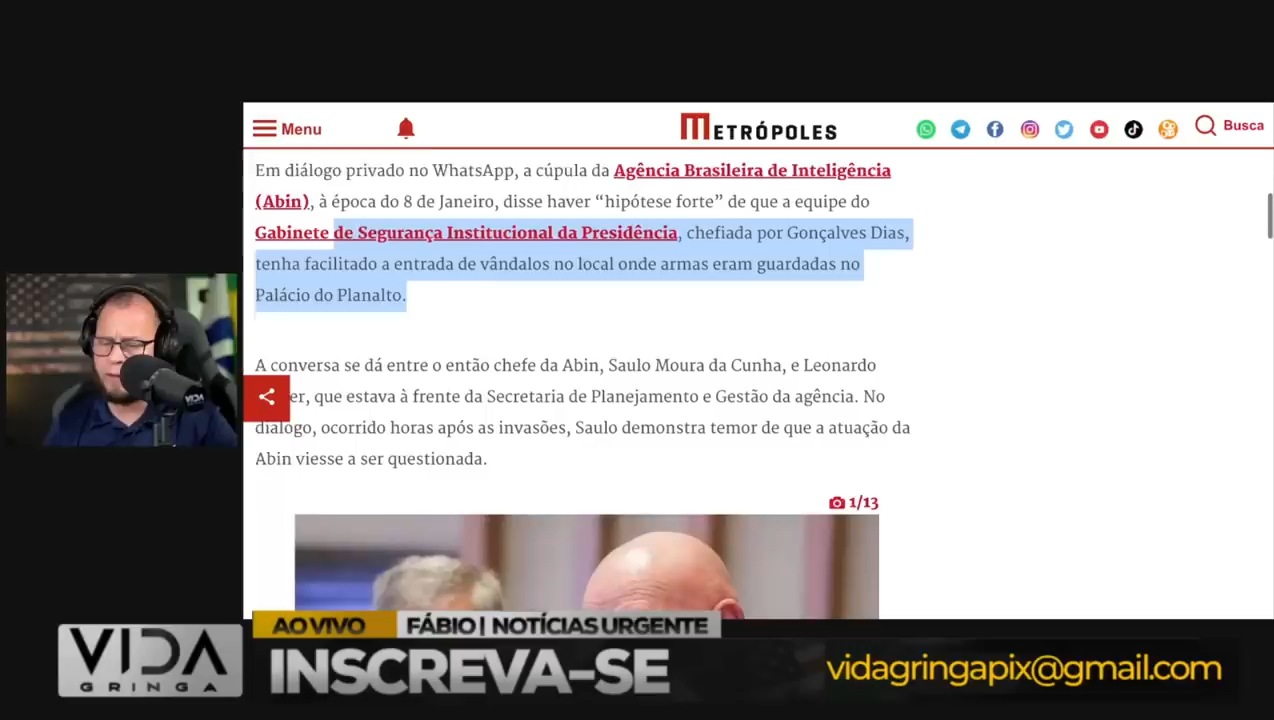 Menu
METRÓPOLES
Busca
Em diálogo privado no WhatsApp, a cúpula da Agência Brasileira de Inteligência
(Abin), à época do 8 de Janeiro, disse haver “hipótese forte” de que a equipe do
Gabinete de Segurança Institucional da Presidência, chefiada por Gonçalves Dias,
tenha facilitado a entrada de vândalos no local onde armas eram guardadas no
Palácio do Planalto.
A conversa se dá entre o então chefe da Abin, Saulo Moura da Cunha, e Leonardo
er, que estava à frente da Secretaria de Planejamento e Gestão da agência. No
diálogo, ocorrido horas após as invasões, Saulo demonstra temor de que a atuação da
Abin viesse a ser questionada.
1/13
VIDA
AO VIVO FÁBIO | NOTÍCIAS URGENTE
VIDA
GRINGA
INSCREVA-SE
vidagringapix@gmail.com